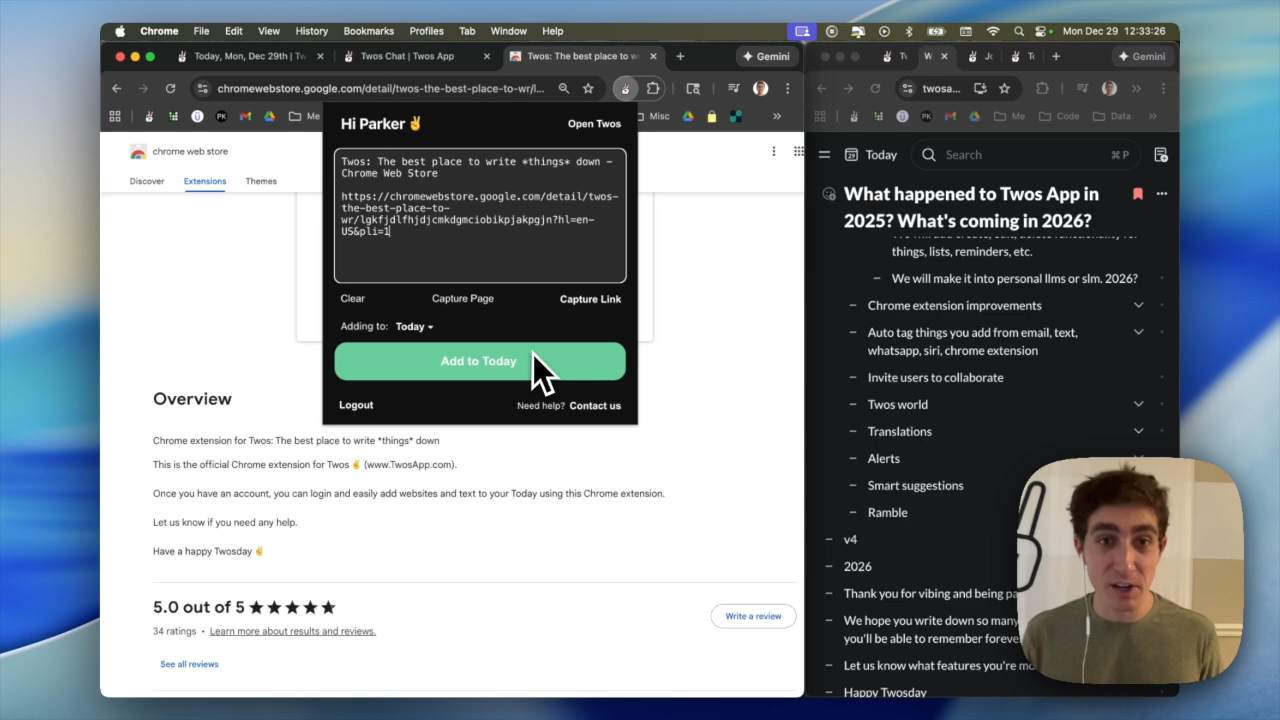 Chrome File Edit View History Bookmarks Profiles Tab Window Help
Mon Dec 29 12:33:26
Today, Mon, Dec 29th | Tw
Twos Chat | Twos App
Twos: The best place to w
Gemini
chromewebstore.google.com/detail/twos-the-best-place-to-wr/l...
Me
Misc
chrome web store
Discover
Extensions
Themes
Hi Parker ✌️
Open Twos
Twos: The best place to write *things* down –
Chrome Web Store
https://chromewebstore.google.com/detail/twos-
the-best-place-to-
wr/lgkfjdlfhjdjcmkdgmciobikpjakpgjn?hl=en-
US&pli=1
Clear
Capture Page
Capture Link
Adding to: Today
Add to Today
Logout
Need help? Contact us
Overview
Chrome extension for Twos: The best place to write *things* down
This is the official Chrome extension for Twos ✌️ (www.TwosApp.com).
Once you have an account, you can login and easily add websites and text to your Today using this Chrome extension.
Let us know if you need any help.
Have a happy Twosday ✌️
5.0 out of 5 ★★★★★
34 ratings • Learn more about results and reviews.
Write a review
See all reviews
Gemini
twosa...
Me
Code
Data
Today
Search
⌘ P
What happened to Twos App in
2025? What's coming in 2026?
things, lists, reminders, etc.
– We will make it into personal llms or slm. 2026?
– Chrome extension improvements
– Auto tag things you add from email, text,
whatsapp, siri, chrome extension
– Invite users to collaborate
– Twos world
– Translations
– Alerts
– Smart suggestions
– Ramble
– v4
– 2026
– Thank you for vibing and being
– We hope you write down so many
you'll be able to remember
– Let us know what features you're
– Happy Twosday